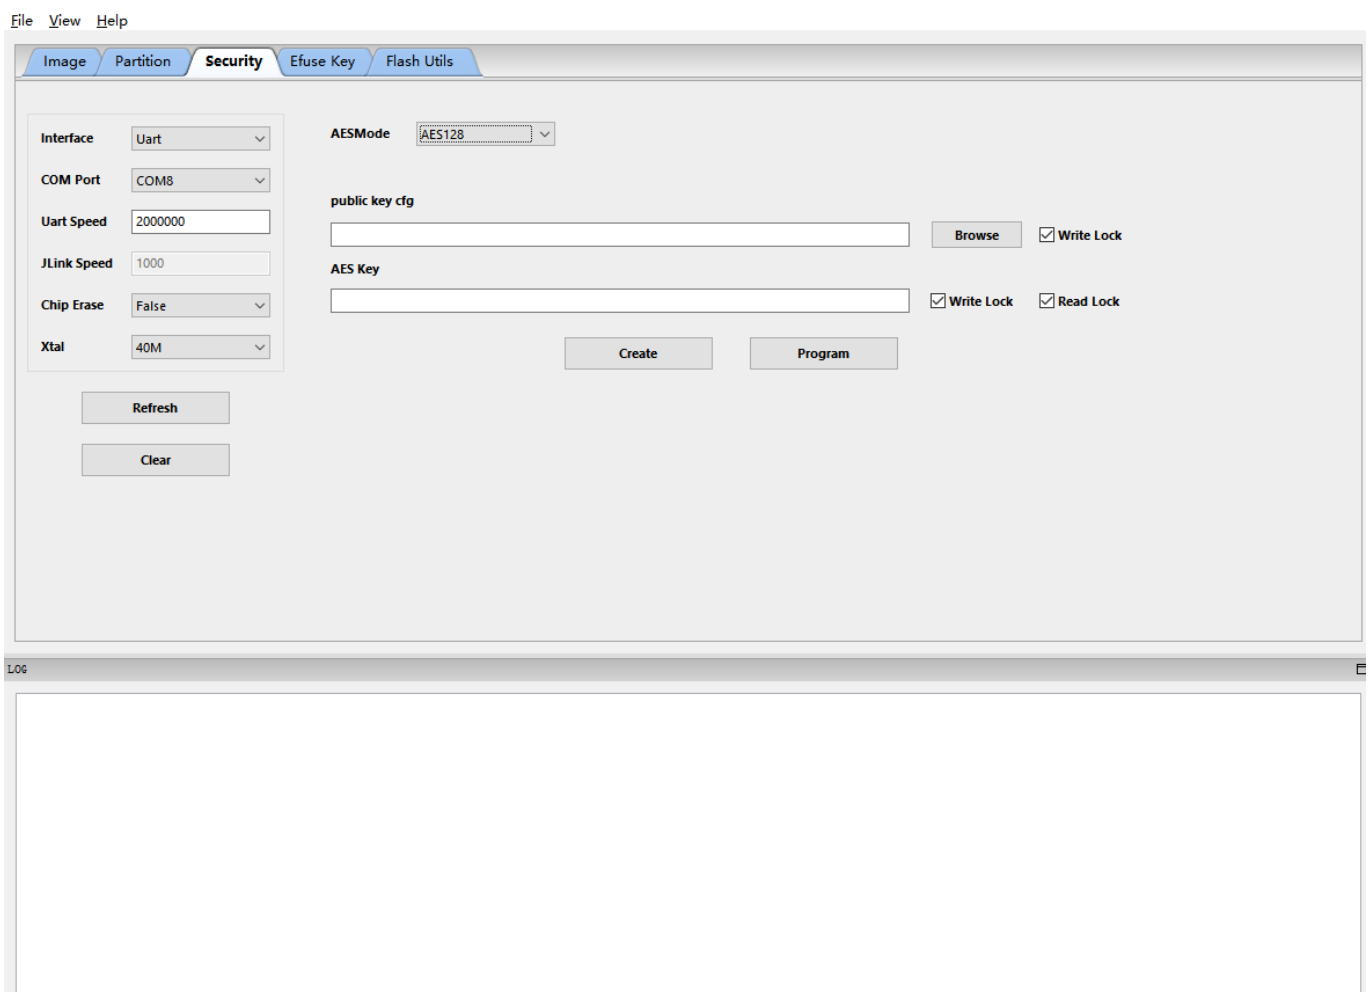 File View Help
Image Partition Security Efuse Key Flash Utils
Interface Uart
COM Port COM8
Uart Speed 2000000
JLink Speed 1000
Chip Erase False
Xtal 40M
Refresh
Clear
AESMode AES128
public key cfg
Browse Write Lock
AES Key
Write Lock Read Lock
Create Program
LOG